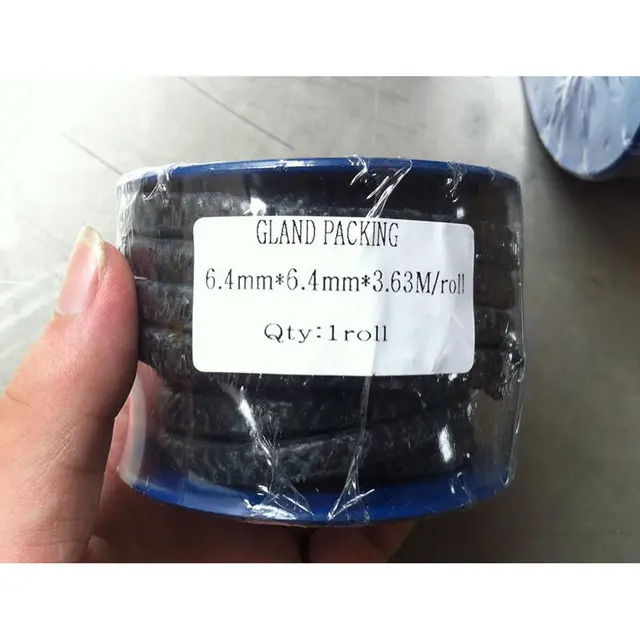 GLAND PACKING
6.4mm*6.4mm*3.63M/roll
Qty:1roll